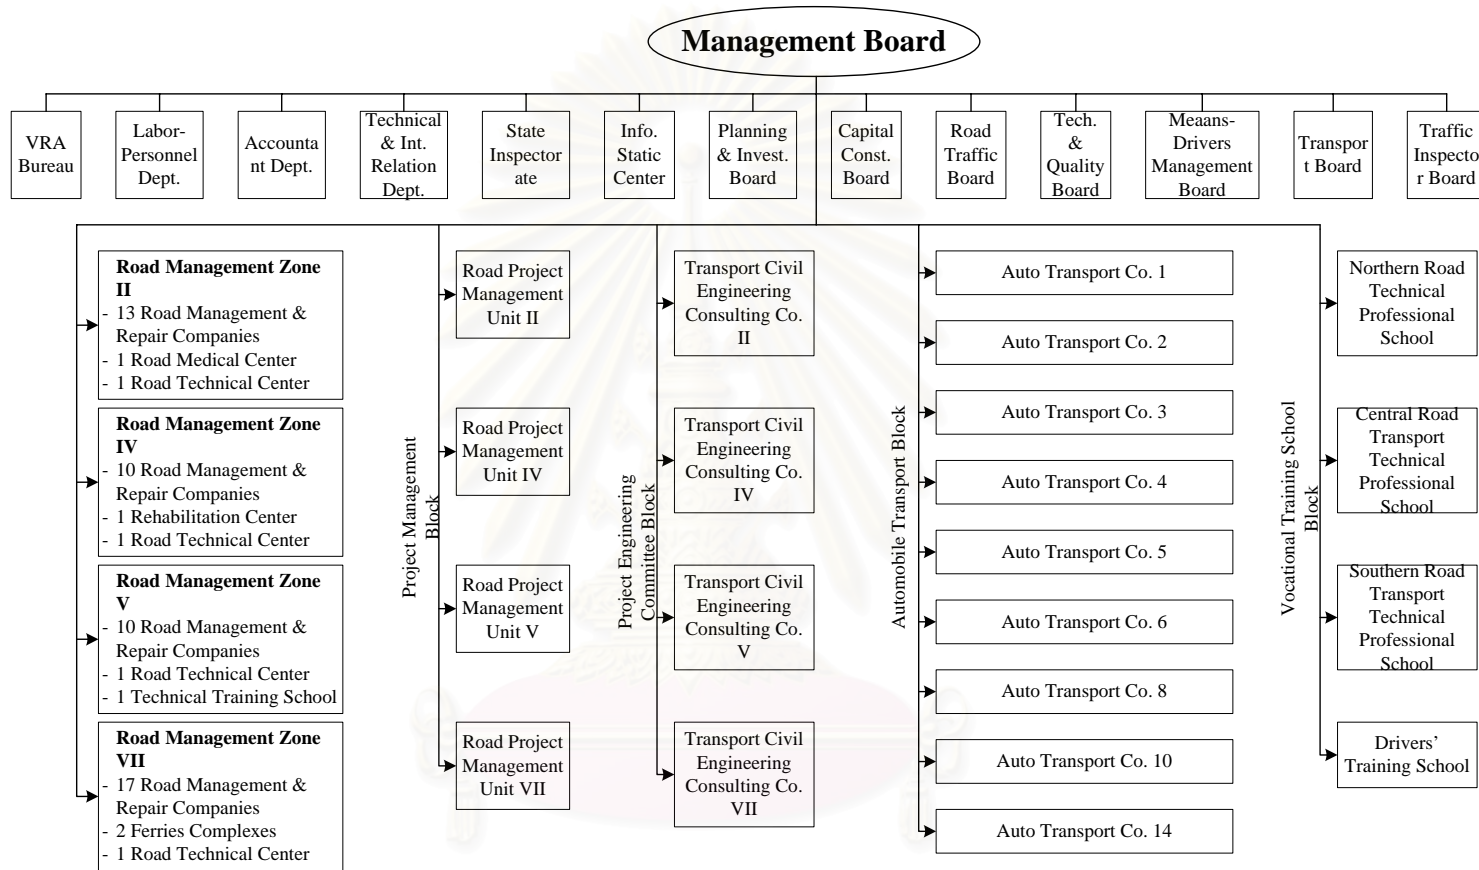 Management Board
VRA
Bureau
Labor-
Personnel
Dept.
Accounta
nt Dept.
Technical
& Int.
Relation
Dept.
State
Inspector
ate
Info.
Static
Center
Planning
& Invest.
Board
Capital
Const.
Board
Road
Traffic
Board
Tech.
&
Quality
Board
Meaans-
Drivers
Management
Board
Transpor
t Board
Traffic
Inspecto
r Board
Road Management Zone
II
- 13 Road Management &
Repair Companies
- 1 Road Medical Center
- 1 Road Technical Center
Road Management Zone
IV
- 10 Road Management &
Repair Companies
- 1 Rehabilitation Center
- 1 Road Technical Center
Road Management Zone
V
- 10 Road Management &
Repair Companies
- 1 Road Technical Center
- 1 Technical Training School
Road Management Zone
VII
- 17 Road Management &
Repair Companies
- 2 Ferries Complexes
- 1 Road Technical Center
Project Management
Block
Road Project
Management
Unit II
Road Project
Management
Unit IV
Road Project
Management
Unit V
Road Project
Management
Unit VII
Project Engineering
Committee Block
Transport Civil
Engineering
Consulting Co.
II
Transport Civil
Engineering
Consulting Co.
IV
Transport Civil
Engineering
Consulting Co.
V
Transport Civil
Engineering
Consulting Co.
VII
Automobile Transport Block
Auto Transport Co. 1
Auto Transport Co. 2
Auto Transport Co. 3
Auto Transport Co. 4
Auto Transport Co. 5
Auto Transport Co. 6
Auto Transport Co. 8
Auto Transport Co. 10
Auto Transport Co. 14
Vocational Training School
Block
Northern Road
Technical
Professional
School
Central Road
Transport
Technical
Professional
School
Southern Road
Transport
Technical
Professional
School
Drivers’
Training School